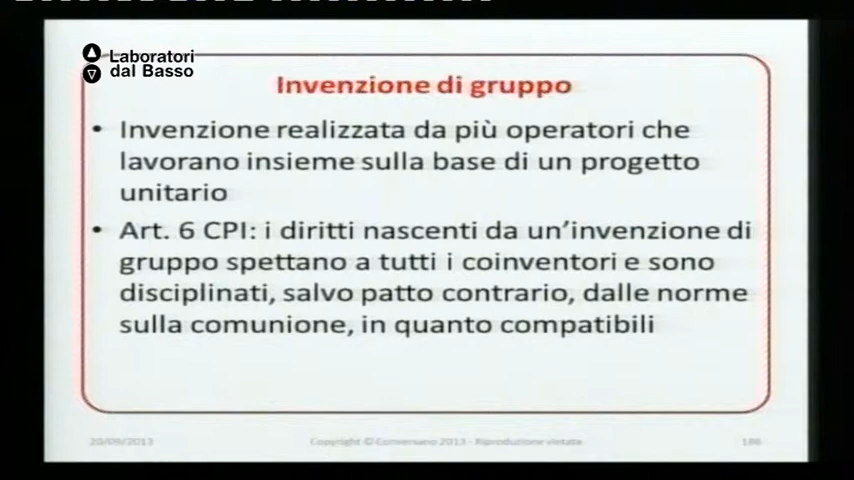 Laboratori
dal Basso
Invenzione di gruppo
• Invenzione realizzata da più operatori che
lavorano insieme sulla base di un progetto
unitario
• Art. 6 CPI: i diritti nascenti da un'invenzione di
gruppo spettano a tutti i coinventori e sono
disciplinati, salvo patto contrario, dalle norme
sulla comunione, in quanto compatibili
20/09/2013
Copyright © Conversano 2013 - Riproduzione vietata
186